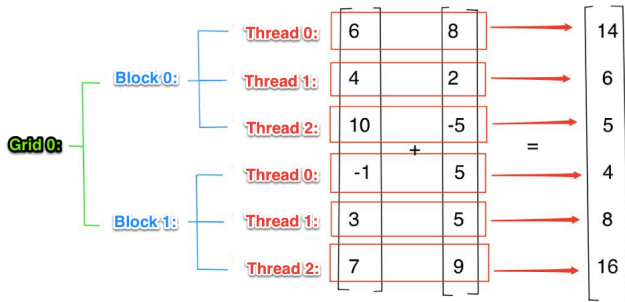 Thread 0: 6 8 14
Block 0: Thread 1: 4 2 6
Thread 2: 10 -5 5
Grid 0: + =
Thread 0: -1 5 4
Block 1: Thread 1: 3 5 8
Thread 2: 7 9 16